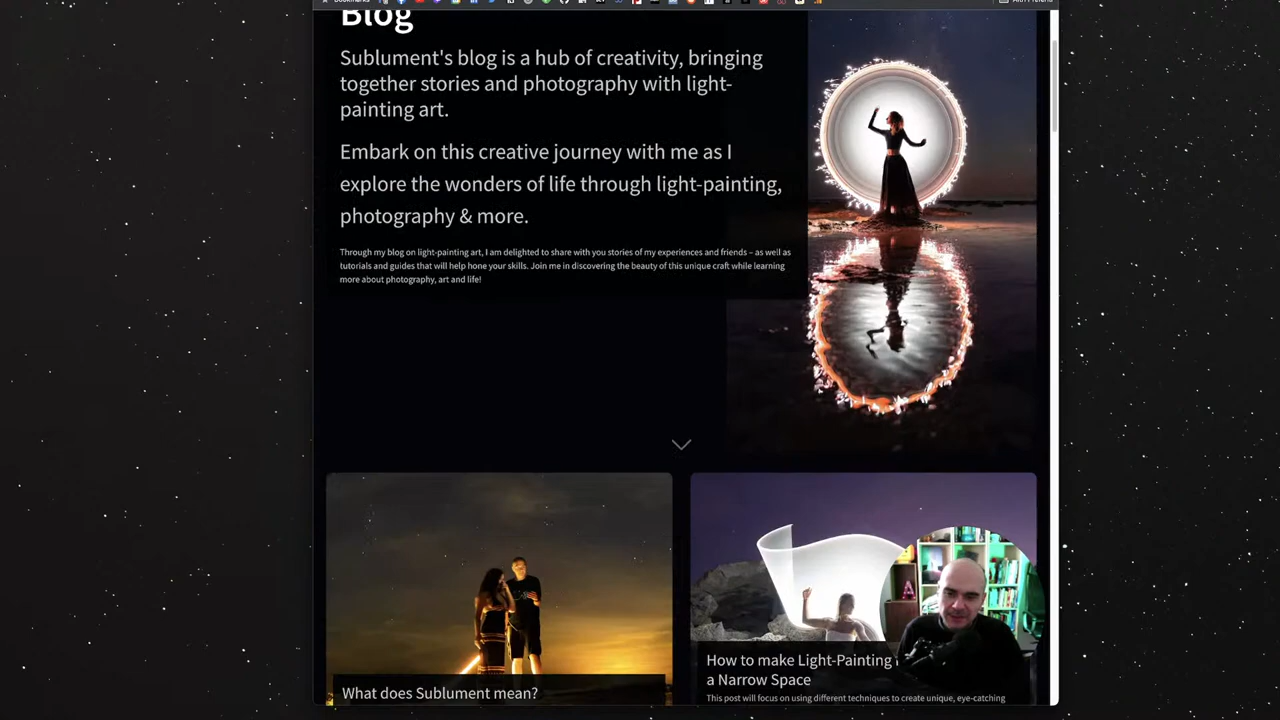 Blog
Sublument's blog is a hub of creativity, bringing
together stories and photography with light-
painting art.
Embark on this creative journey with me as I
explore the wonders of life through light-painting,
photography & more.
Through my blog on light-painting art, I am delighted to share with you stories of my experiences and friends – as well as
tutorials and guides that will help hone your skills. Join me in discovering the beauty of this unique craft while learning
more about photography, art and life!
What does Sublument mean?
How to make Light-Painting
a Narrow Space
This post will focus on using different techniques to create unique, eye-catching